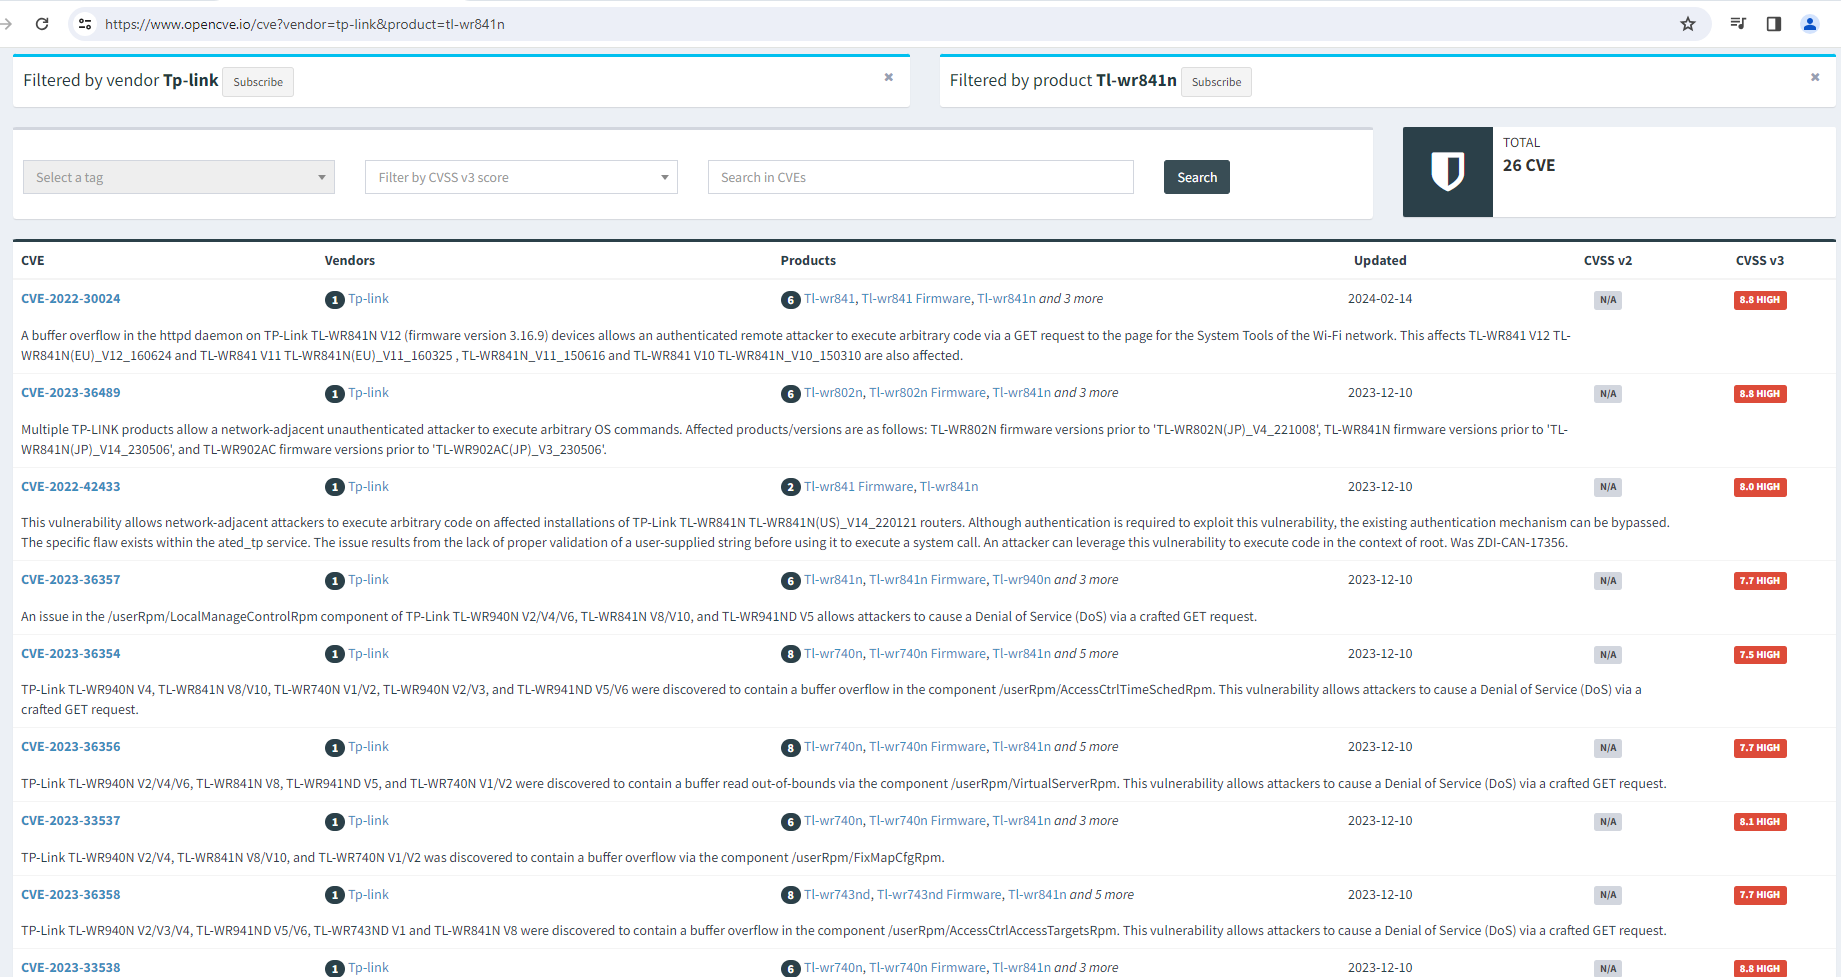 https://www.opencve.io/cve?vendor=tp-link&product=tl-wr841n
Filtered by vendor Tp-link Subscribe ×
Filtered by product Tl-wr841n Subscribe ×
Select a tag
Filter by CVSS v3 score
Search in CVEs
Search
TOTAL
26 CVE
CVE Vendors Products Updated CVSS v2 CVSS v3
CVE-2022-30024 1 Tp-link 6 Tl-wr841, Tl-wr841 Firmware, Tl-wr841n and 3 more 2024-02-14 N/A 8.8 HIGH
A buffer overflow in the httpd daemon on TP-Link TL-WR841N V12 (firmware version 3.16.9) devices allows an authenticated remote attacker to execute arbitrary code via a GET request to the page for the System Tools of the Wi-Fi network. This affects TL-WR841 V12 TL-
WR841N(EU)_V12_160624 and TL-WR841 V11 TL-WR841N(EU)_V11_160325 , TL-WR841N_V11_150616 and TL-WR841 V10 TL-WR841N_V10_150310 are also affected.
CVE-2023-36489 1 Tp-link 6 Tl-wr802n, Tl-wr802n Firmware, Tl-wr841n and 3 more 2023-12-10 N/A 8.8 HIGH
Multiple TP-LINK products allow a network-adjacent unauthenticated attacker to execute arbitrary OS commands. Affected products/versions are as follows: TL-WR802N firmware versions prior to 'TL-WR802N(JP)_V4_221008', TL-WR841N firmware versions prior to 'TL-
WR841N(JP)_V14_230506', and TL-WR902AC firmware versions prior to 'TL-WR902AC(JP)_V3_230506'.
CVE-2022-42433 1 Tp-link 2 Tl-wr841 Firmware, Tl-wr841n 2023-12-10 N/A 8.0 HIGH
This vulnerability allows network-adjacent attackers to execute arbitrary code on affected installations of TP-Link TL-WR841N TL-WR841N(US)_V14_220121 routers. Although authentication is required to exploit this vulnerability, the existing authentication mechanism can be bypassed.
The specific flaw exists within the ated_tp service. The issue results from the lack of proper validation of a user-supplied string before using it to execute a system call. An attacker can leverage this vulnerability to execute code in the context of root. Was ZDI-CAN-17356.
CVE-2023-36357 1 Tp-link 6 Tl-wr841n, Tl-wr841n Firmware, Tl-wr940n and 3 more 2023-12-10 N/A 7.7 HIGH
An issue in the /userRpm/LocalManageControlRpm component of TP-Link TL-WR940N V2/V4/V6, TL-WR841N V8/V10, and TL-WR941ND V5 allows attackers to cause a Denial of Service (DoS) via a crafted GET request.
CVE-2023-36354 1 Tp-link 8 Tl-wr740n, Tl-wr740n Firmware, Tl-wr841n and 5 more 2023-12-10 N/A 7.5 HIGH
TP-Link TL-WR940N V4, TL-WR841N V8/V10, TL-WR740N V1/V2, TL-WR940N V2/V3, and TL-WR941ND V5/V6 were discovered to contain a buffer overflow in the component /userRpm/AccessCtrlTimeSchedRpm. This vulnerability allows attackers to cause a Denial of Service (DoS) via a
crafted GET request.
CVE-2023-36356 1 Tp-link 8 Tl-wr740n, Tl-wr740n Firmware, Tl-wr841n and 5 more 2023-12-10 N/A 7.7 HIGH
TP-Link TL-WR940N V2/V4/V6, TL-WR841N V8, TL-WR941ND V5, and TL-WR740N V1/V2 were discovered to contain a buffer read out-of-bounds via the component /userRpm/VirtualServerRpm. This vulnerability allows attackers to cause a Denial of Service (DoS) via a crafted GET request.
CVE-2023-33537 1 Tp-link 6 Tl-wr740n, Tl-wr740n Firmware, Tl-wr841n and 3 more 2023-12-10 N/A 8.1 HIGH
TP-Link TL-WR940N V2/V4, TL-WR841N V8/V10, and TL-WR740N V1/V2 was discovered to contain a buffer overflow via the component /userRpm/FixMapCfgRpm.
CVE-2023-36358 1 Tp-link 8 Tl-wr743nd, Tl-wr743nd Firmware, Tl-wr841n and 5 more 2023-12-10 N/A 7.7 HIGH
TP-Link TL-WR940N V2/V3/V4, TL-WR941ND V5/V6, TL-WR743ND V1 and TL-WR841N V8 were discovered to contain a buffer overflow in the component /userRpm/AccessCtrlAccessTargetsRpm. This vulnerability allows attackers to cause a Denial of Service (DoS) via a crafted GET request.
CVE-2023-33538 1 Tp-link 6 Tl-wr740n, Tl-wr740n Firmware, Tl-wr841n and 3 more 2023-12-10 N/A 8.8 HIGH